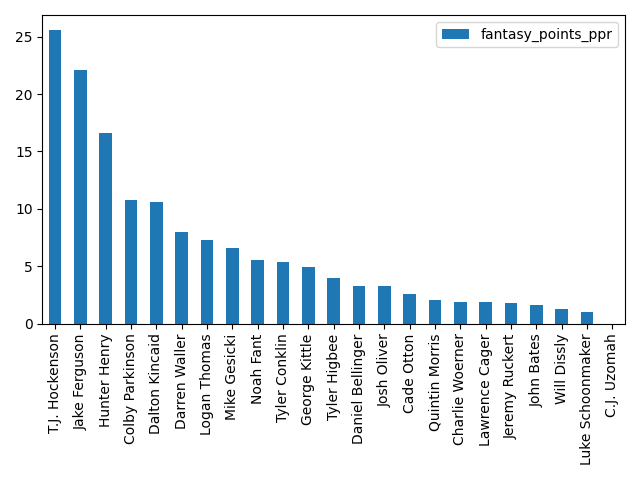 fantasy_points_ppr
25
20
15
10
5
0
T.J. Hockenson
Jake Ferguson
Hunter Henry
Colby Parkinson
Dalton Kincaid
Darren Waller
Logan Thomas
Mike Gesicki
Noah Fant
Tyler Conklin
George Kittle
Tyler Higbee
Daniel Bellinger
Josh Oliver
Cade Otton
Quintin Morris
Charlie Woerner
Lawrence Cager
Jeremy Ruckert
John Bates
Will Dissly
Luke Schoonmaker
C.J. Uzomah